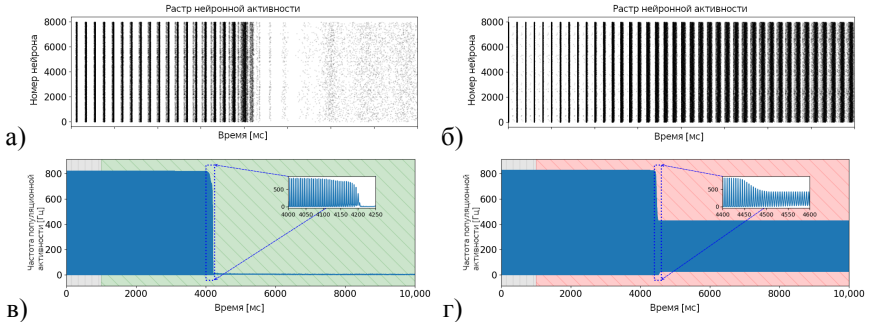 Растр нейронной активности
8000
6000
4000
2000
0
Номер нейрона
Время [мс]
а)
Растр нейронной активности
8000
6000
4000
2000
0
Номер нейрона
Время [мс]
б)
800
600
400
200
0
Частота популяционной
активности [Гц]
500
0
4000 4050 4100 4150 4200 4250
0 2000 4000 6000 8000 10,000
Время [мс]
в)
800
600
400
200
0
Частота популяционной
активности [Гц]
500
0
4400 4450 4500 4550 4600
0 2000 4000 6000 8000 10,000
Время [мс]
г)